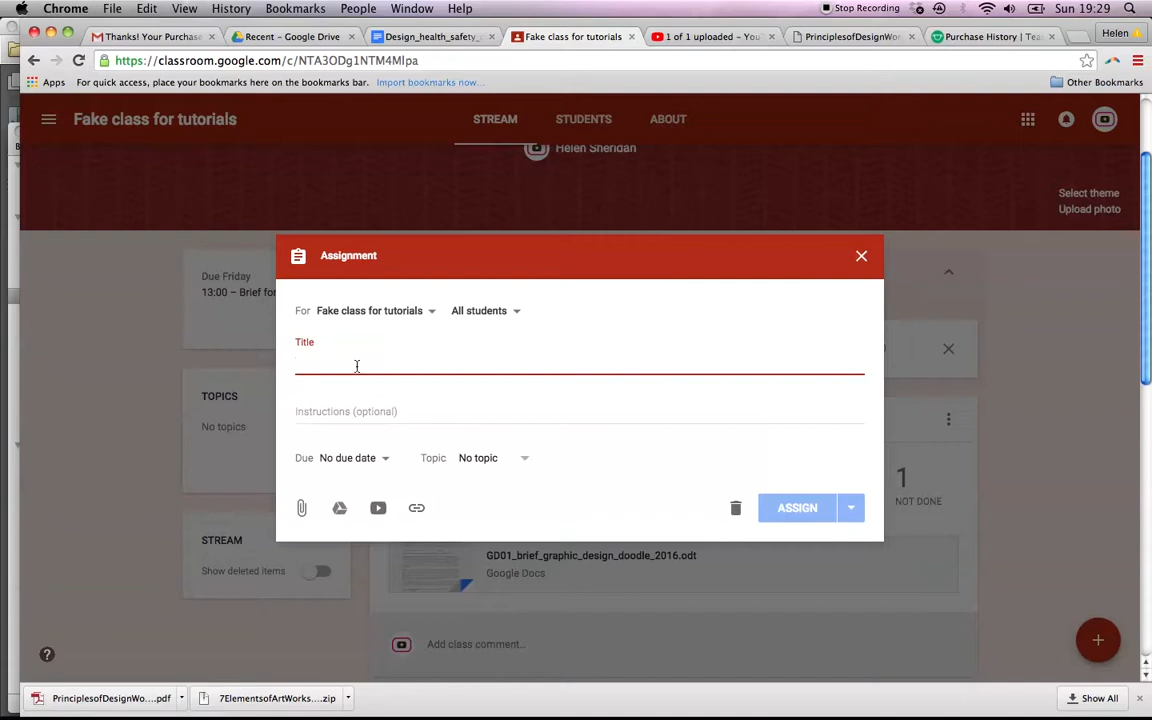 Chrome File Edit View History Bookmarks People Window Help Stop Recording Sun 19:29
Thanks! Your Purchase Recent – Google Drive Design_health_safety_c Fake class for tutorials 1 of 1 uploaded – You PrinciplesofDesignWor Purchase History | Teac Helen
https://classroom.google.com/c/NTA3ODg1NTM4Mlpa
Apps For quick access, place your bookmarks here on the bookmarks bar. Import bookmarks now... Other Bookmarks
Fake class for tutorials STREAM STUDENTS ABOUT
Helen Sheridan
Select theme
Upload photo
Assignment
Due Friday
13:00 – Brief for
For Fake class for tutorials All students
Title
TOPICS
No topics
Instructions (optional)
Due No due date Topic No topic
1
NOT DONE
ASSIGN
STREAM
Show deleted items
GD01_brief_graphic_design_doodle_2016.odt
Google Docs
Add class comment...
PrinciplesofDesignWo....pdf 7ElementsofArtWorks....zip Show All